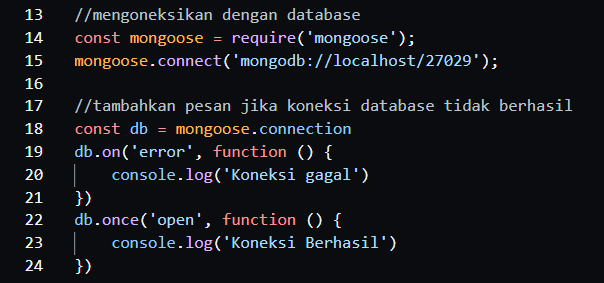 13 //mengoneksikan dengan database
14 const mongoose = require('mongoose');
15 mongoose.connect('mongodb://localhost/27029');
16
17 //tambahkan pesan jika koneksi database tidak berhasil
18 const db = mongoose.connection
19 db.on('error', function () {
20     console.log('Koneksi gagal')
21 })
22 db.once('open', function () {
23     console.log('Koneksi Berhasil')
24 })